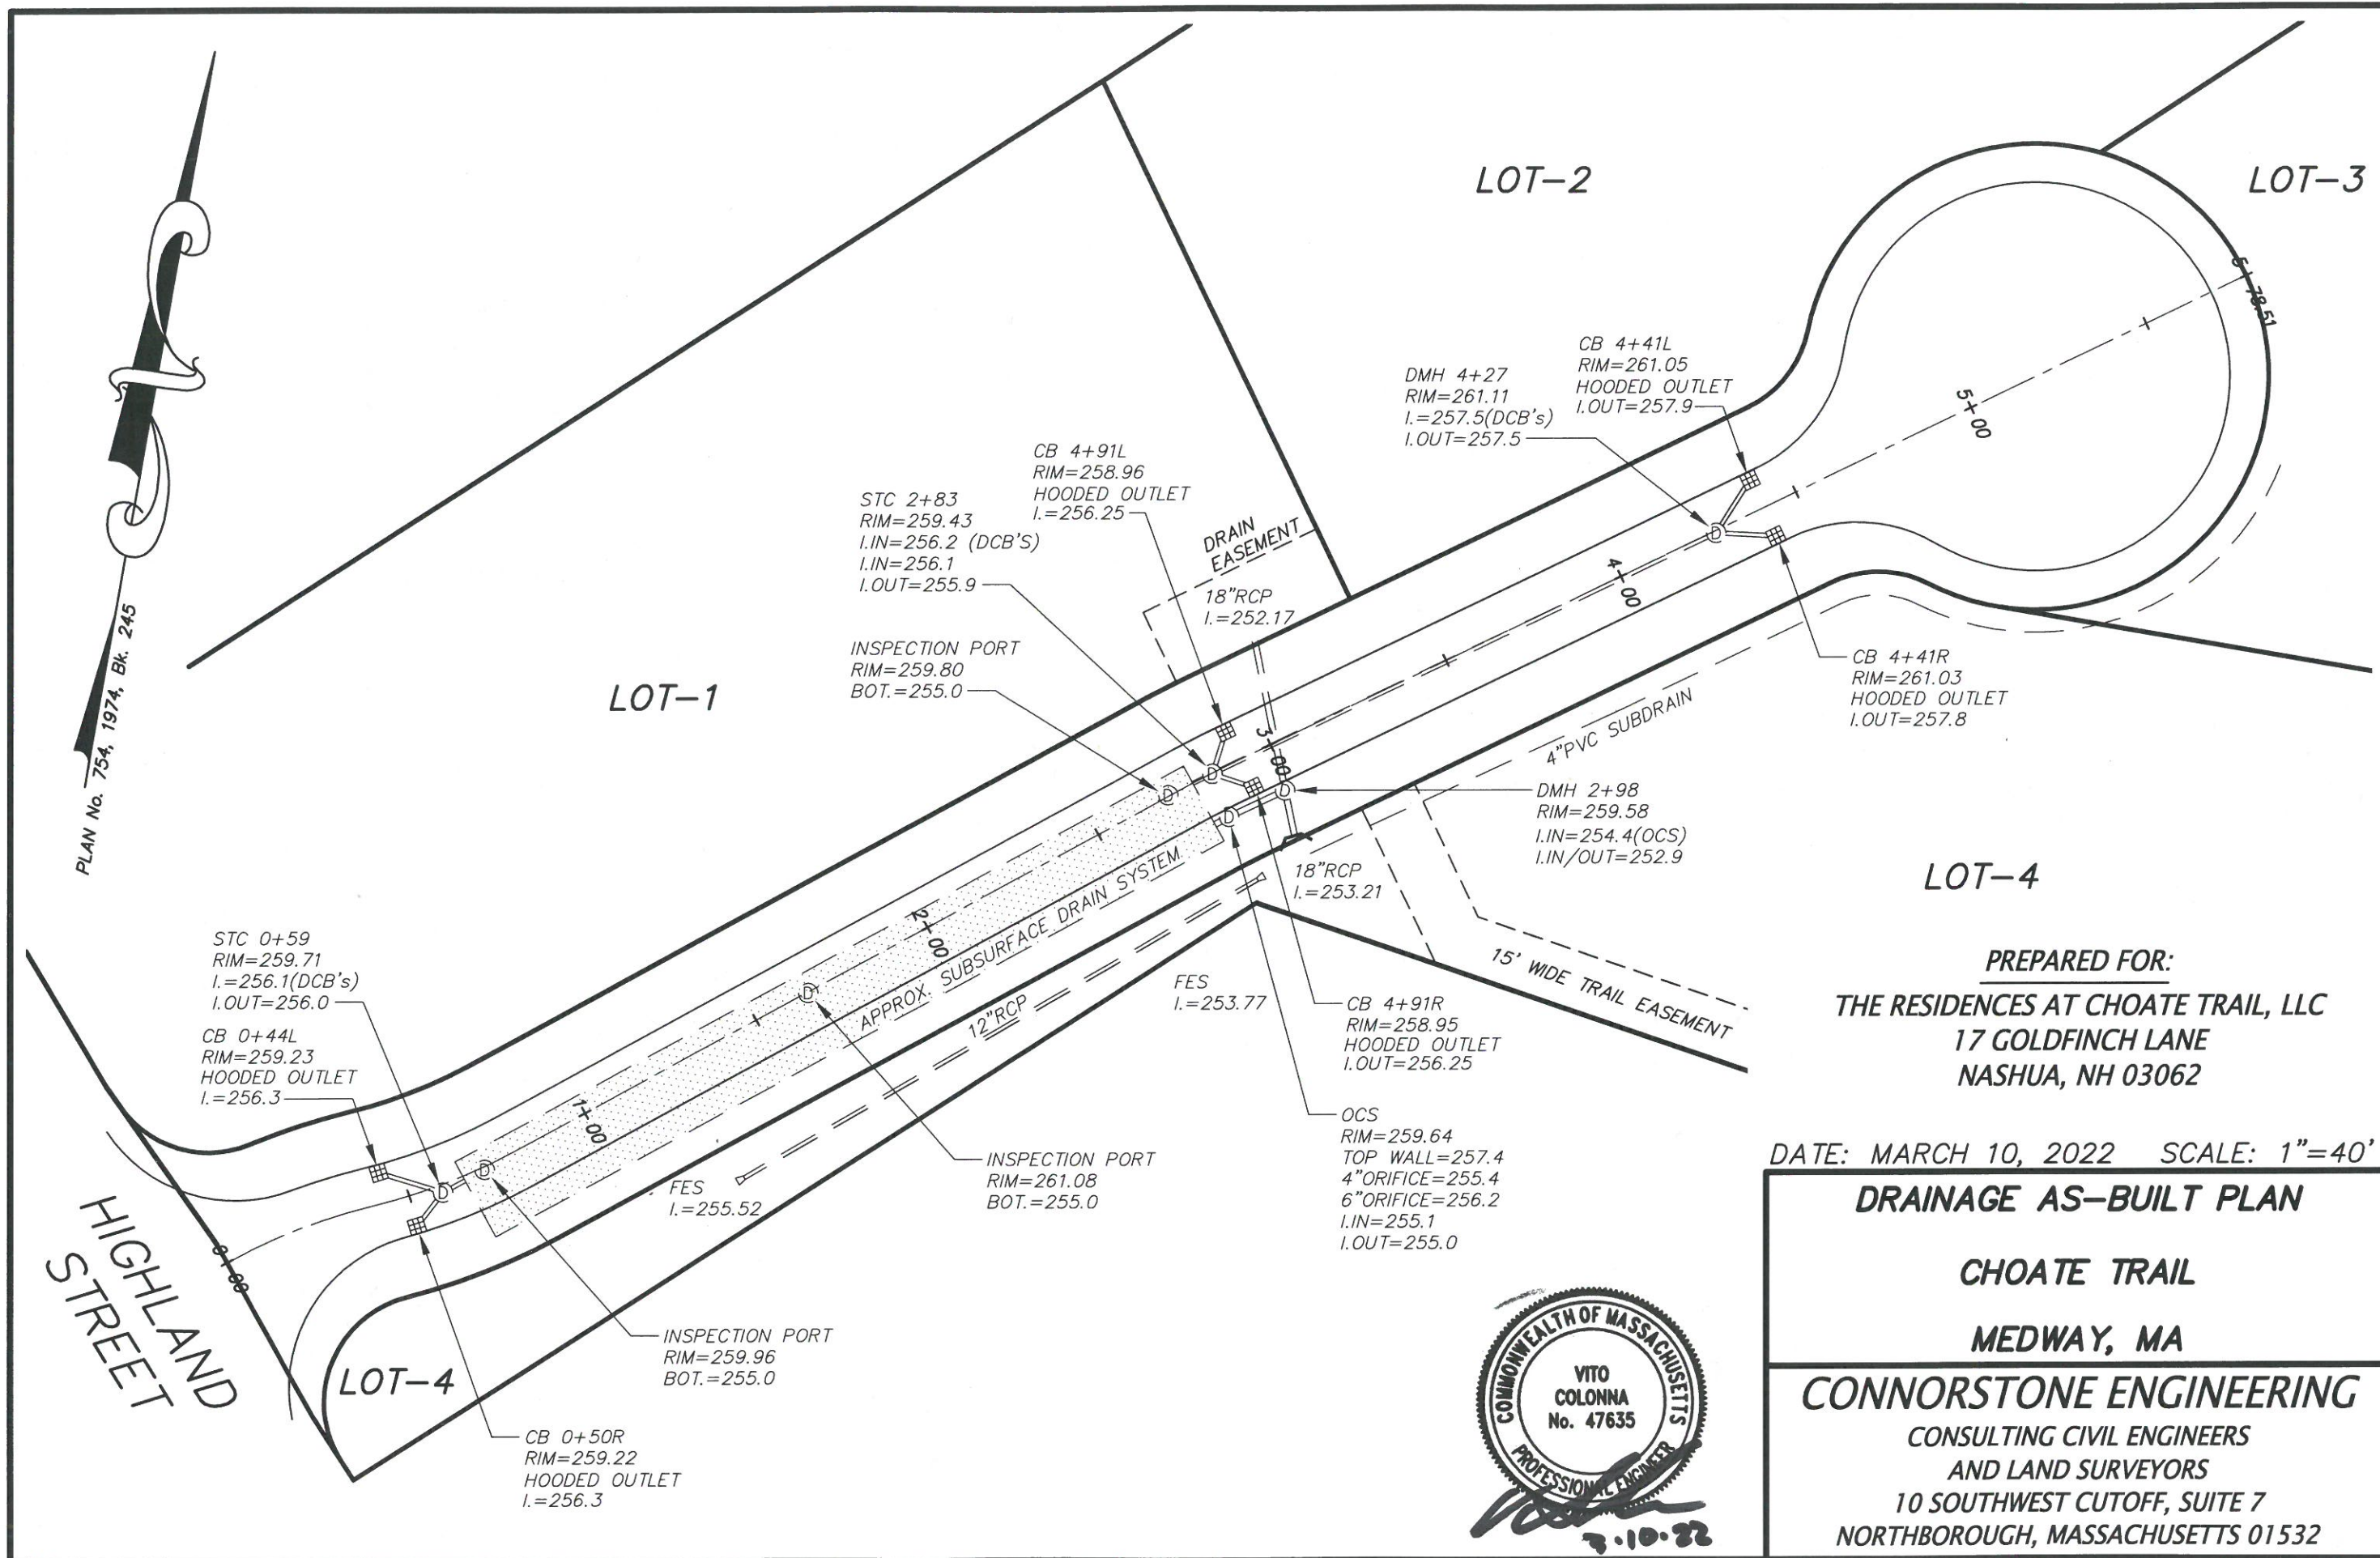 LOT-2
LOT-3
5+78.51
CB 4+41L
RIM=261.05
HOODED OUTLET
I.OUT=257.9
DMH 4+27
RIM=261.11
I.=257.5(DCB's)
I.OUT=257.5
5+00
CB 4+91L
RIM=258.96
HOODED OUTLET
I.=256.25
STC 2+83
RIM=259.43
I.IN=256.2 (DCB'S)
I.IN=256.1
I.OUT=255.9
DRAIN
EASEMENT
18"RCP
I.=252.17
4+00
INSPECTION PORT
RIM=259.80
BOT.=255.0
LOT-1
PLAN No. 754, 1974, Bk. 245
CB 4+41R
RIM=261.03
HOODED OUTLET
I.OUT=257.8
4"PVC SUBDRAIN
3+00
DMH 2+98
RIM=259.58
I.IN=254.4(OCS)
I.IN/OUT=252.9
18"RCP
I.=253.21
LOT-4
2+00
APPROX. SUBSURFACE DRAIN SYSTEM
12"RCP
STC 0+59
RIM=259.71
I.=256.1(DCB's)
I.OUT=256.0
CB 0+44L
RIM=259.23
HOODED OUTLET
I.=256.3
FES
I.=253.77
15' WIDE TRAIL EASEMENT
CB 4+91R
RIM=258.95
HOODED OUTLET
I.OUT=256.25
1+00
OCS
RIM=259.64
TOP WALL=257.4
4"ORIFICE=255.4
6"ORIFICE=256.2
I.IN=255.1
I.OUT=255.0
INSPECTION PORT
RIM=261.08
BOT.=255.0
FES
I.=255.52
0+00
HIGHLAND
STREET
INSPECTION PORT
RIM=259.96
BOT.=255.0
LOT-4
CB 0+50R
RIM=259.22
HOODED OUTLET
I.=256.3
D
D
D
D
D
D
D
D
D
PREPARED FOR:
THE RESIDENCES AT CHOATE TRAIL, LLC
17 GOLDFINCH LANE
NASHUA, NH 03062
DATE: MARCH 10, 2022 SCALE: 1"=40'
DRAINAGE AS-BUILT PLAN
CHOATE TRAIL
MEDWAY, MA
CONNORSTONE ENGINEERING
CONSULTING CIVIL ENGINEERS
AND LAND SURVEYORS
10 SOUTHWEST CUTOFF, SUITE 7
NORTHBOROUGH, MASSACHUSETTS 01532
COMMONWEALTH OF MASSACHUSETTS
VITO
COLONNA
No. 47635
PROFESSIONAL ENGINEER
3·10·22